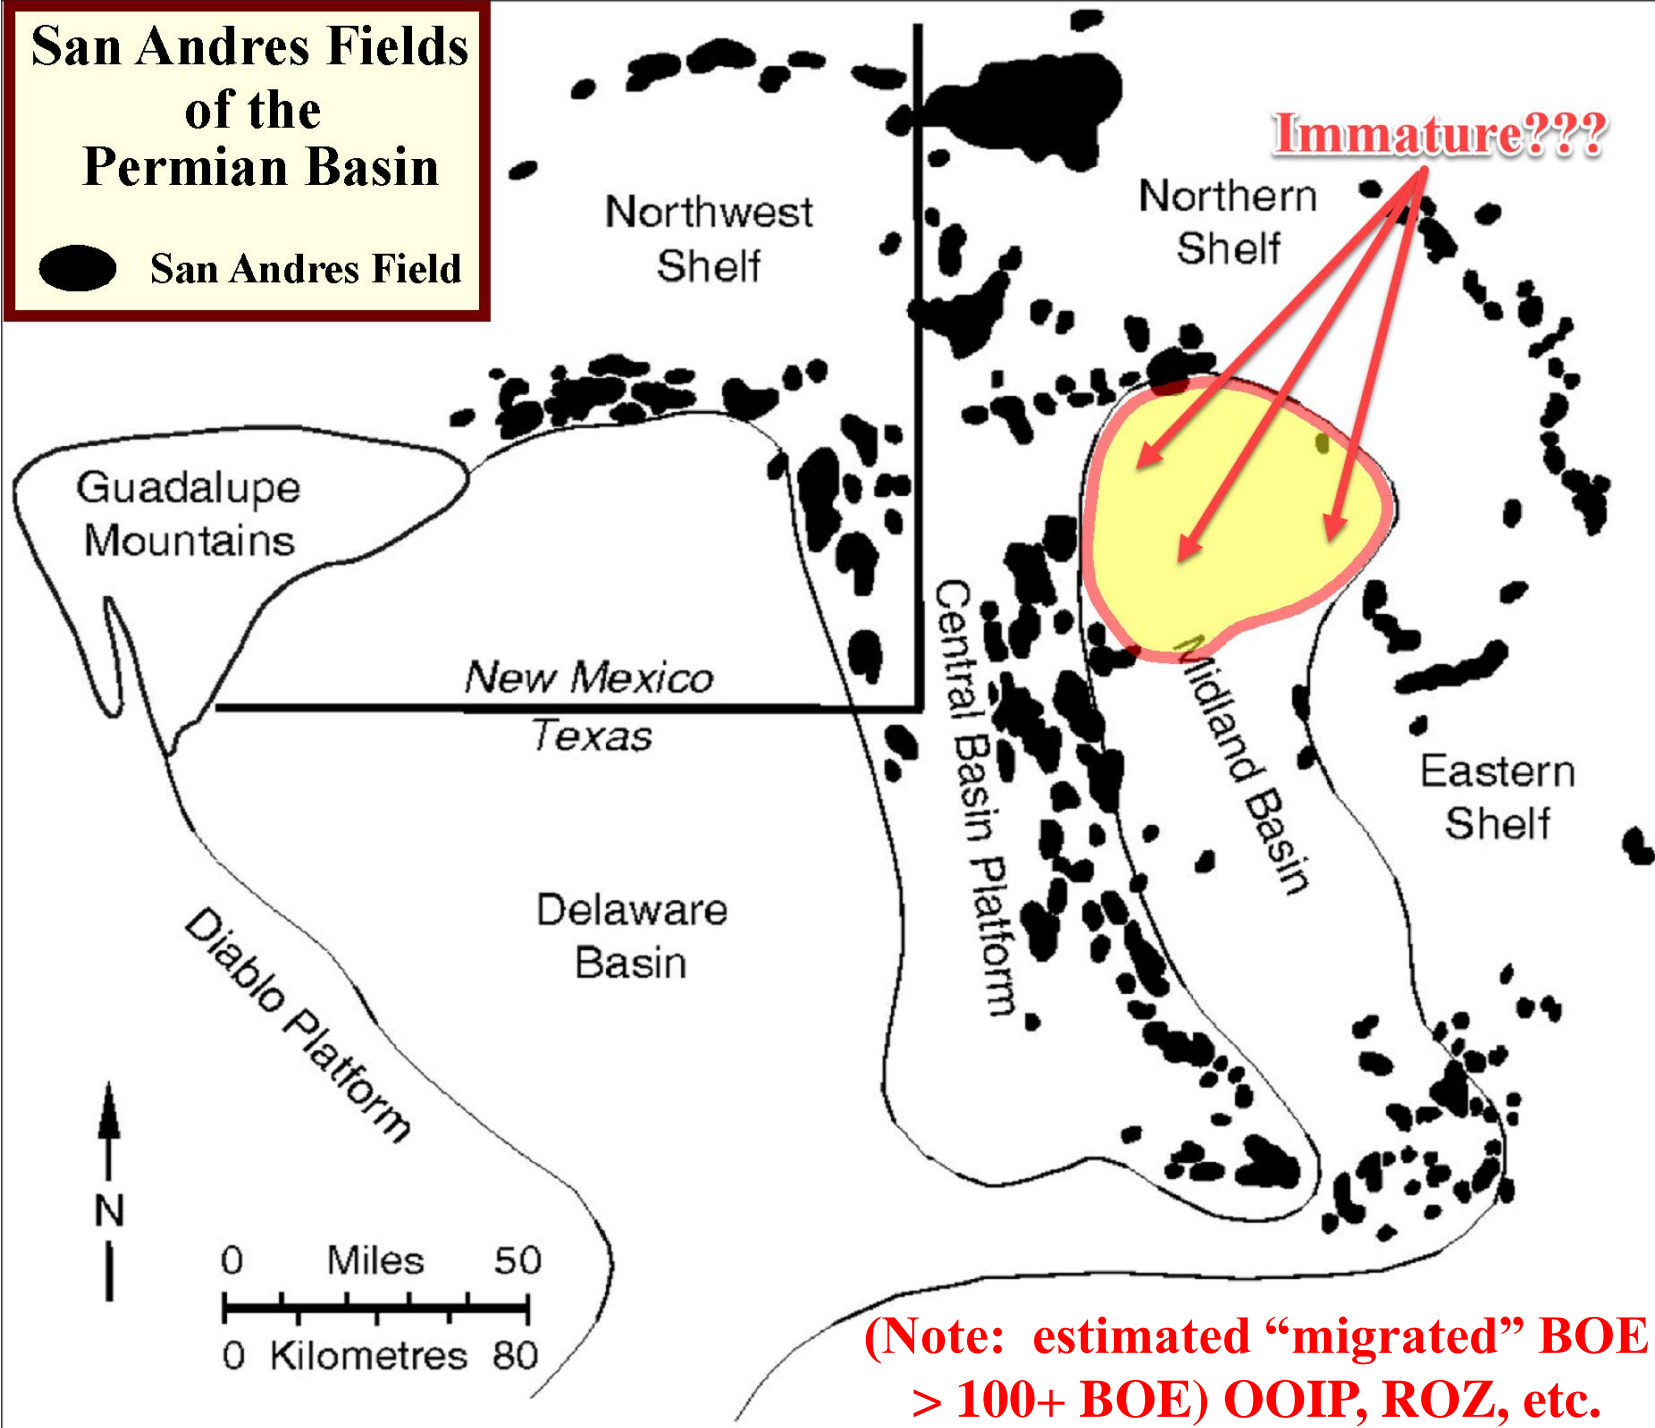 San Andres Fields
of the
Permian Basin
San Andres Field
Immature???
Northwest
Shelf
Northern
Shelf
Guadalupe
Mountains
New Mexico
Texas
Central Basin Platform
Midland Basin
Eastern
Shelf
Delaware
Basin
Diablo Platform
N
0 Miles 50
0 Kilometres 80
(Note: estimated “migrated” BOE
> 100+ BOE) OOIP, ROZ, etc.